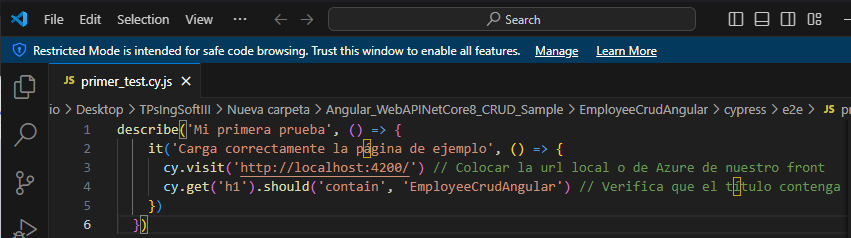 Edit Selection View Search
Restricted Mode is intended for safe code browsing. Trust this window to enable all features. Manage Learn More
JS primer_test.cy.js
io > Desktop > TPsIngSoftIII > Nueva carpeta > Angular_WebAPINetCore8_CRUD_Sample > EmployeeCrudAngular > cypress > e2e > JS pr
1 describe('Mi primera prueba', () => {
2 it('Carga correctamente la página de ejemplo', () => {
3 cy.visit('http://localhost:4200/') // Colocar la url local o de Azure de nuestro front
4 cy.get('h1').should('contain', 'EmployeeCrudAngular') // Verifica que el título contenga
5 })
6 })